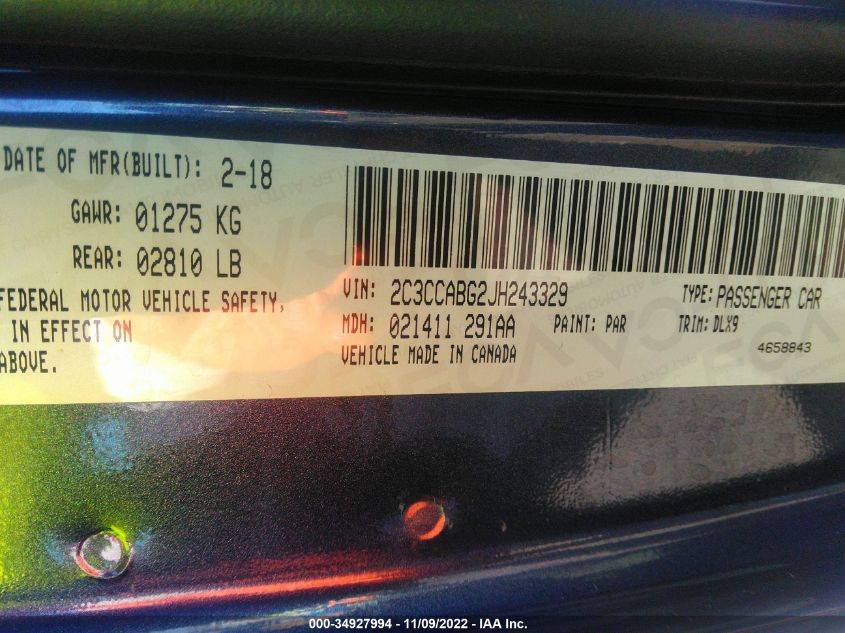 DATE OF MFR(BUILT): 2-18
GAWR: 01275 KG
REAR: 02810 LB
FEDERAL MOTOR VEHICLE SAFETY,
IN EFFECT ON
ABOVE.
VIN: 2C3CCABG2JH243329
TYPE: PASSENGER CAR
MDH: 021411 291AA
PAINT: PAR
TRIM: DLX9
VEHICLE MADE IN CANADA
4658843
000-34927994 - 11/09/2022 - IAA Inc.